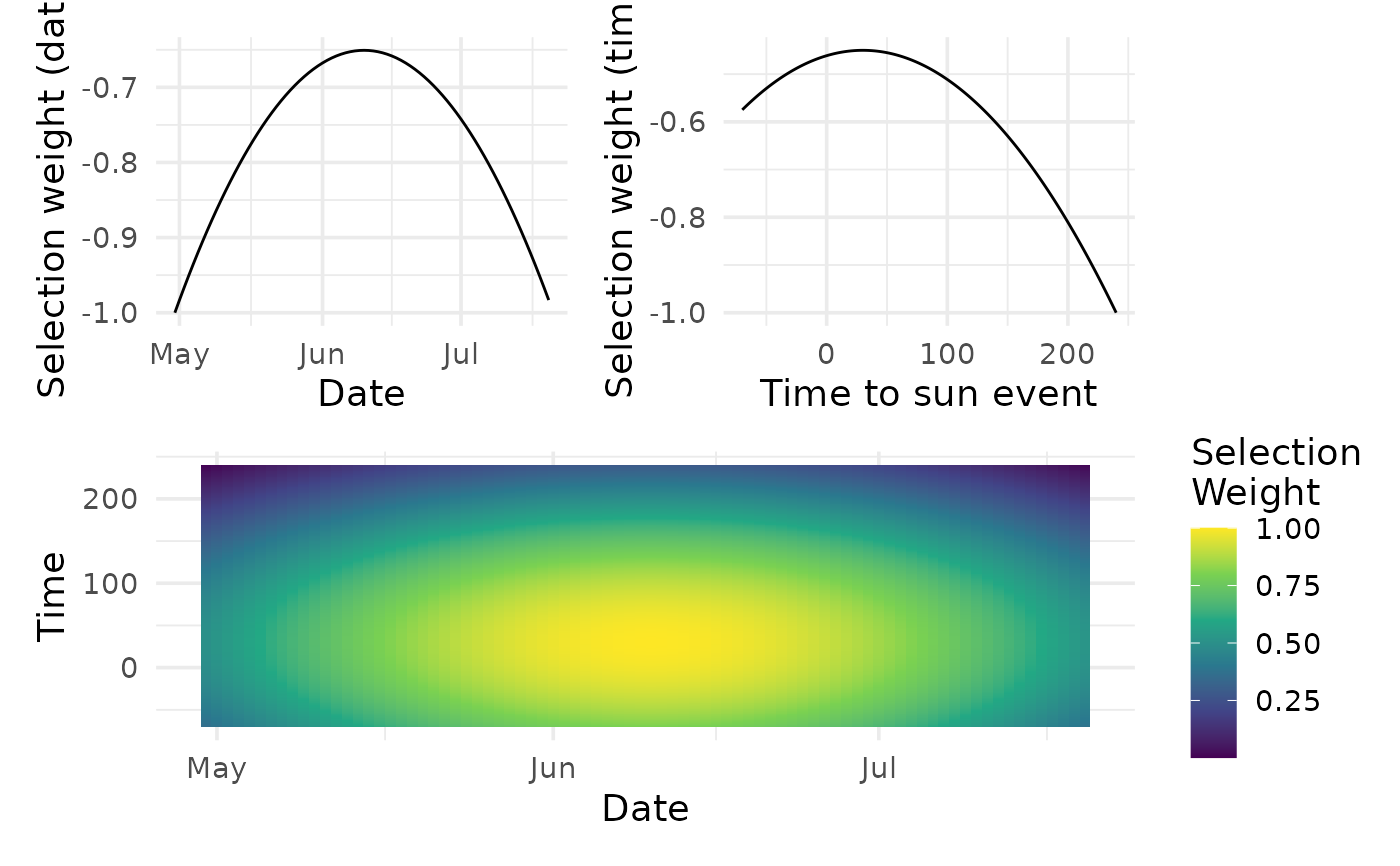 Selection weight (dat
-0.7
-0.8
-0.9
-1.0
May Jun Jul
Date
Selection weight (tim
-0.6
-0.8
-1.0
0 100 200
Time to sun event
Time
200
100
0
May Jun Jul
Date
Selection
Weight
1.00
0.75
0.50
0.25